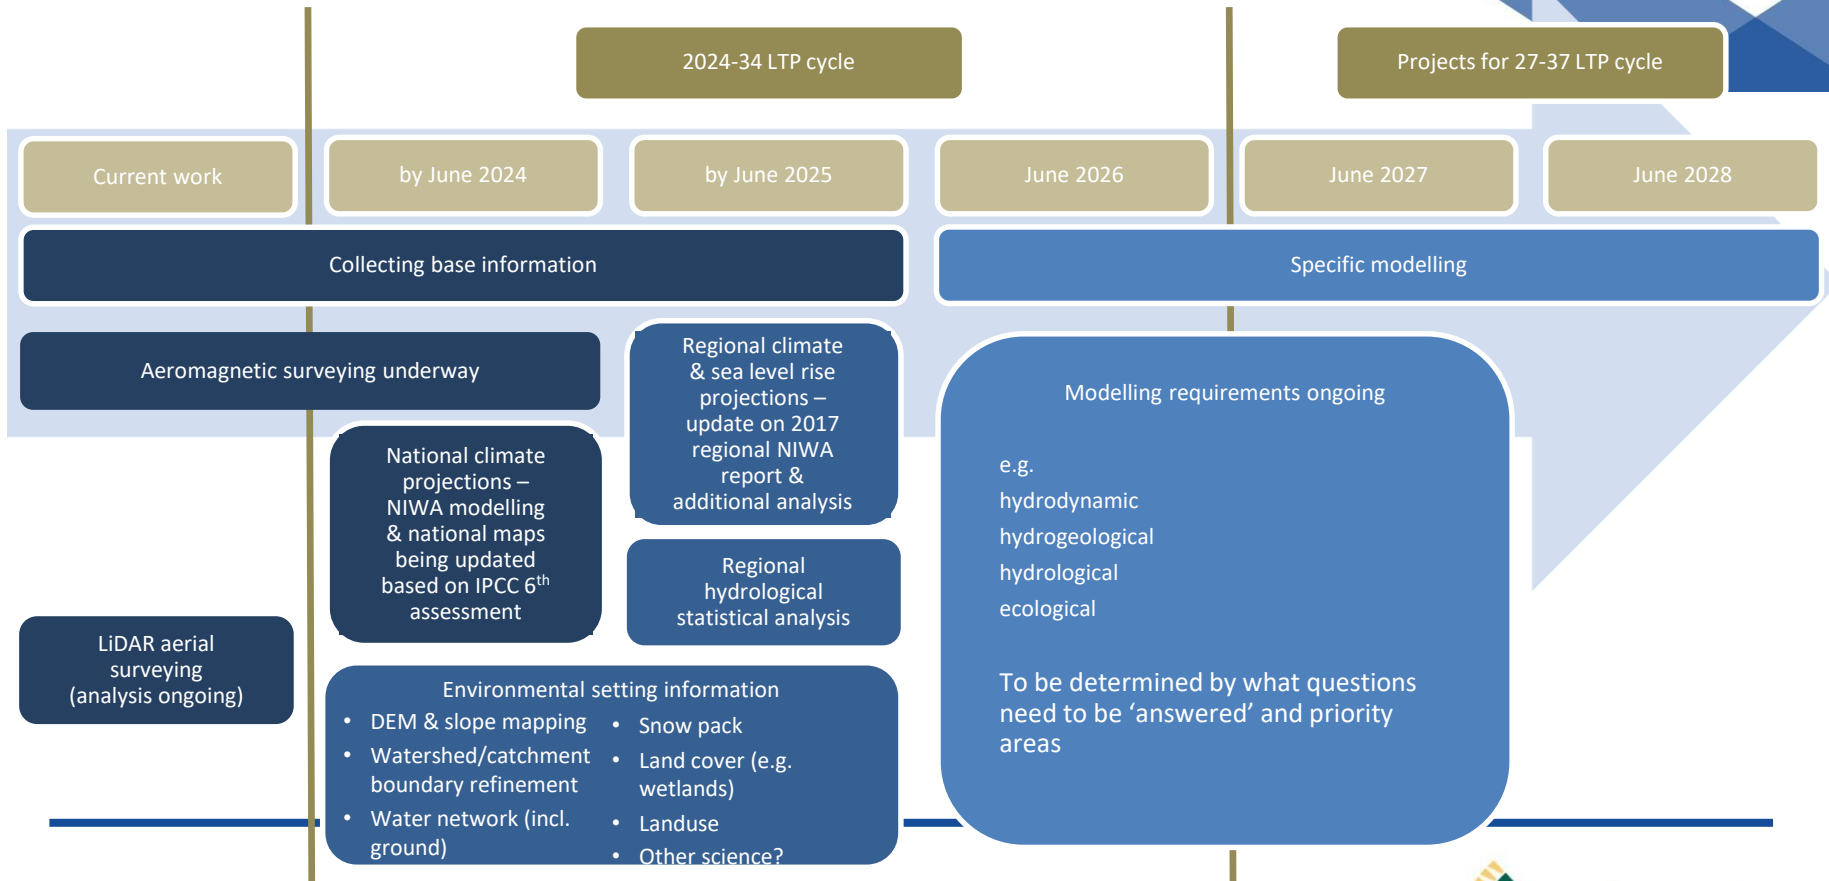 2024-34 LTP cycle
Projects for 27-37 LTP cycle
Current work
by June 2024
by June 2025
June 2026
June 2027
June 2028
Collecting base information
Specific modelling
Aeromagnetic surveying underway
Regional climate
& sea level rise
projections –
update on 2017
regional NIWA
report &
additional analysis
National climate
projections –
NIWA modelling
& national maps
being updated
based on IPCC 6th
assessment
Regional
hydrological
statistical analysis
LiDAR aerial
surveying
(analysis ongoing)
Environmental setting information
• DEM & slope mapping
• Watershed/catchment
boundary refinement
• Water network (incl.
ground)
• Snow pack
• Land cover (e.g.
wetlands)
• Landuse
• Other science?
Modelling requirements ongoing
e.g.
hydrodynamic
hydrogeological
hydrological
ecological
To be determined by what questions
need to be ‘answered’ and priority
areas